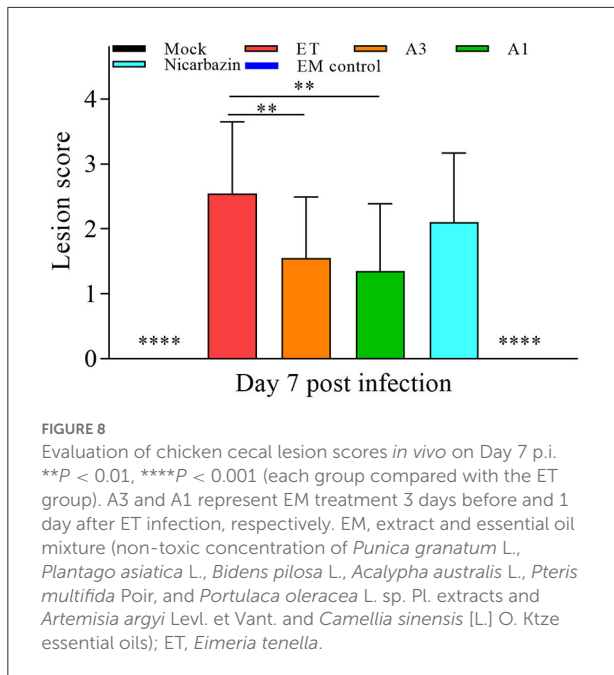 Mock ET A3 A1
Nicarbazin EM control
**
**
4
3
2
1
0
Lesion score
**** ****
Day 7 post infection
FIGURE 8
Evaluation of chicken cecal lesion scores in vivo on Day 7 p.i.
**P < 0.01, ****P < 0.001 (each group compared with the ET
group). A3 and A1 represent EM treatment 3 days before and 1
day after ET infection, respectively. EM, extract and essential oil
mixture (non-toxic concentration of Punica granatum L.,
Plantago asiatica L., Bidens pilosa L., Acalypha australis L., Pteris
multifida Poir, and Portulaca oleracea L. sp. Pl. extracts and
Artemisia argyi Levl. et Vant. and Camellia sinensis [L.] O. Ktze
essential oils); ET, Eimeria tenella.